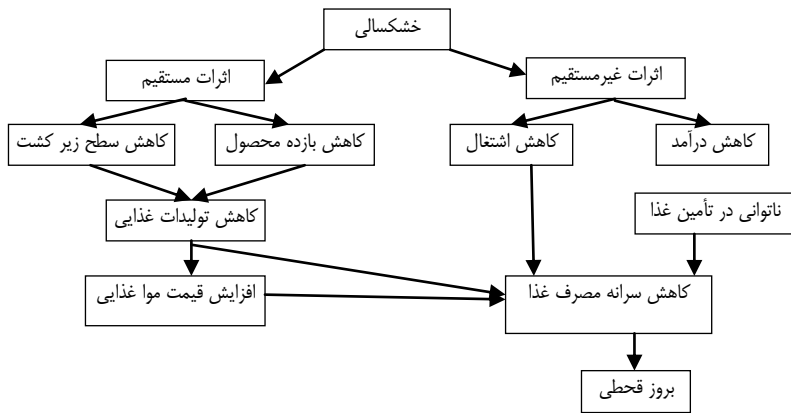 خشکسالی
اثرات مستقیم
اثرات غیرمستقیم
کاهش سطح زیر کشت
کاهش بازده محصول
کاهش اشتغال
کاهش درآمد
کاهش تولیدات غذایی
ناتوانی در تأمین غذا
افزایش قیمت موا غذایی
کاهش سرانه مصرف غذا
بروز قحطی